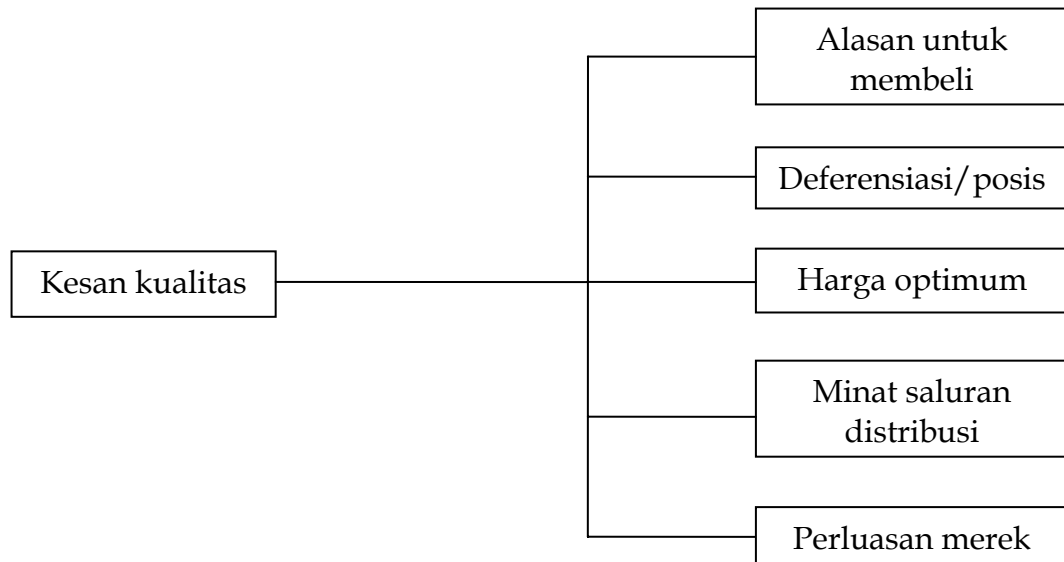 Alasan untuk
membeli
Deferensiasi/posis
Kesan kualitas
Harga optimum
Minat saluran
distribusi
Perluasan merek